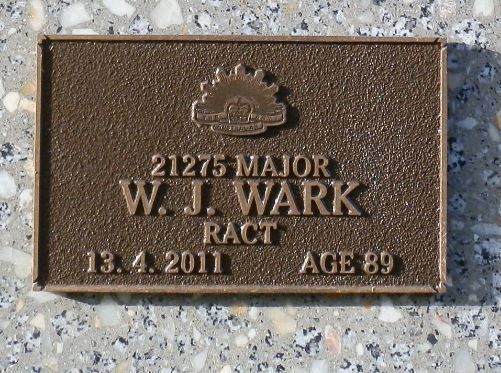 21275 MAJOR
W. J. WARK
RACT
13. 4. 2011 AGE 89